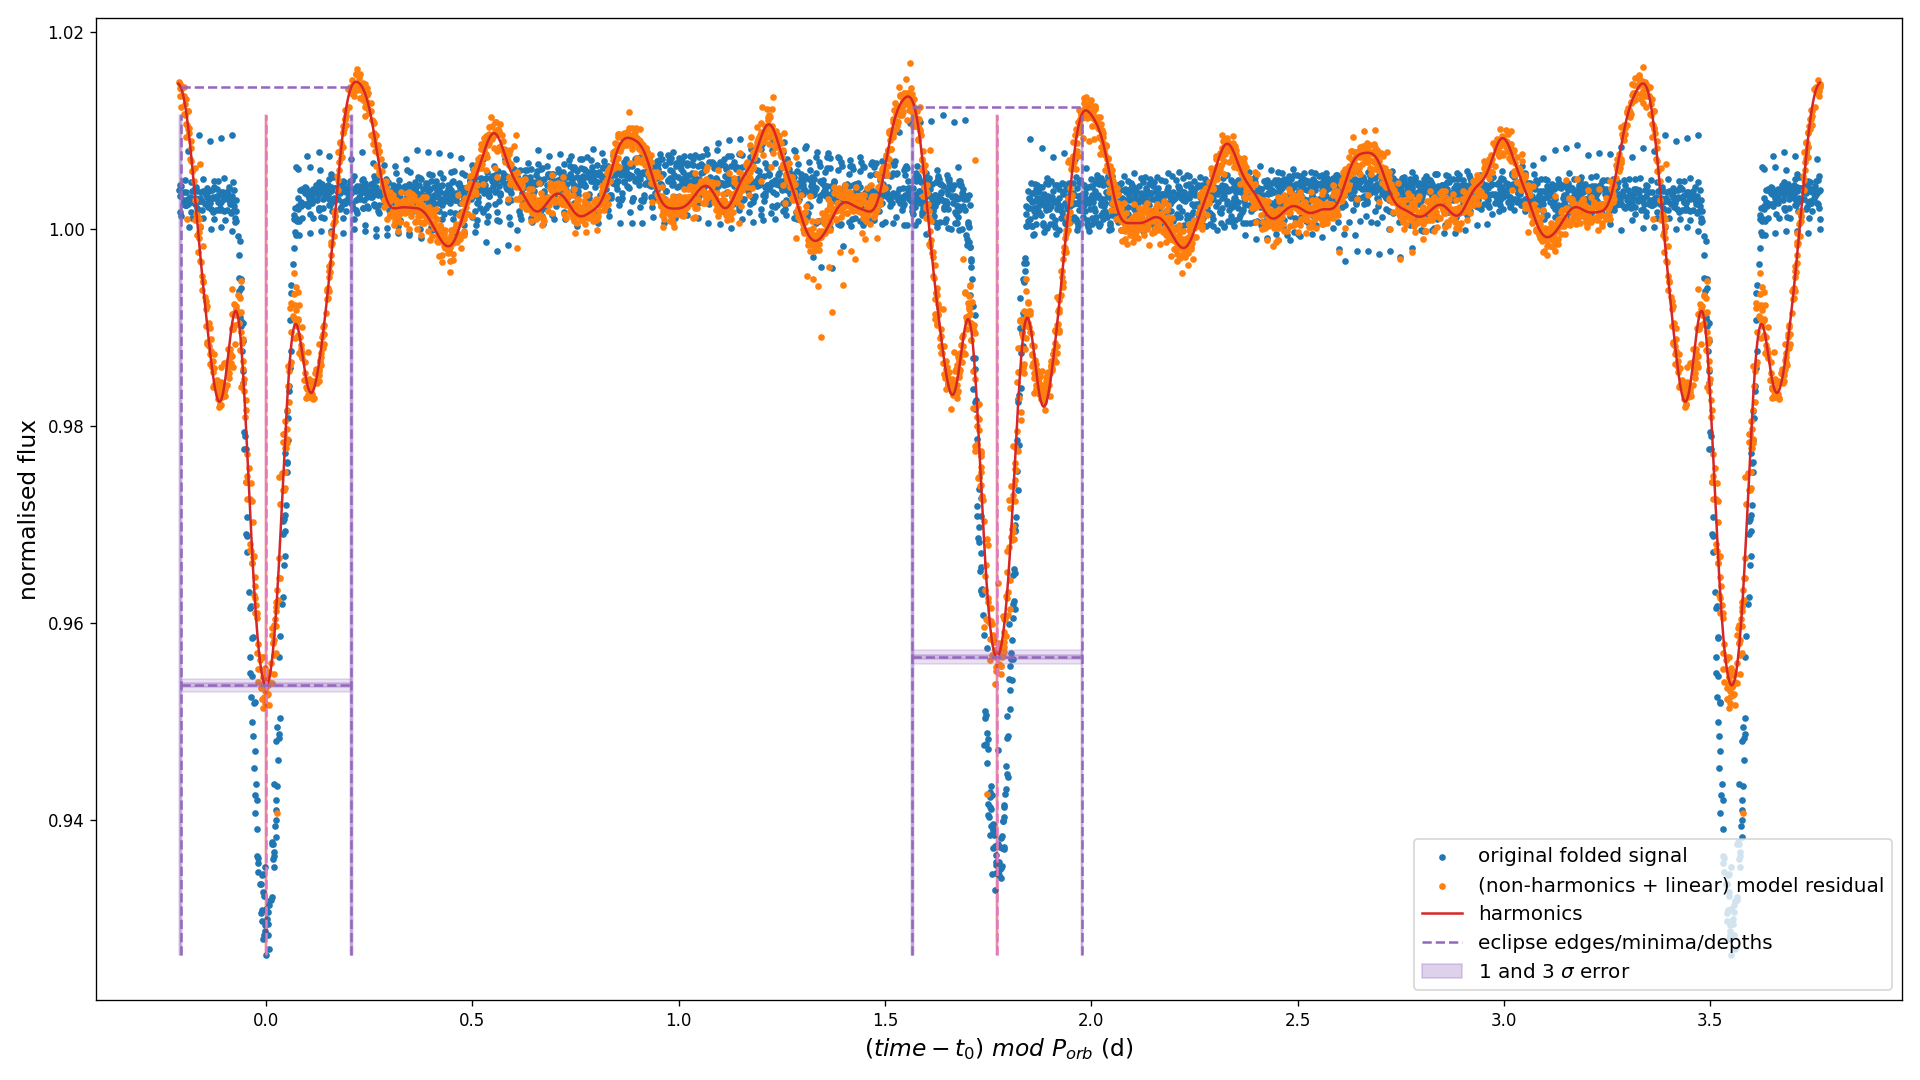 1.02
1.00
0.98
0.96
0.94
normalised flux
0.0 0.5 1.0 1.5 2.0 2.5 3.0 3.5
(time − t₀) mod Pₒᵣb (d)
original folded signal
(non-harmonics + linear) model residual
harmonics
eclipse edges/minima/depths
1 and 3 σ error